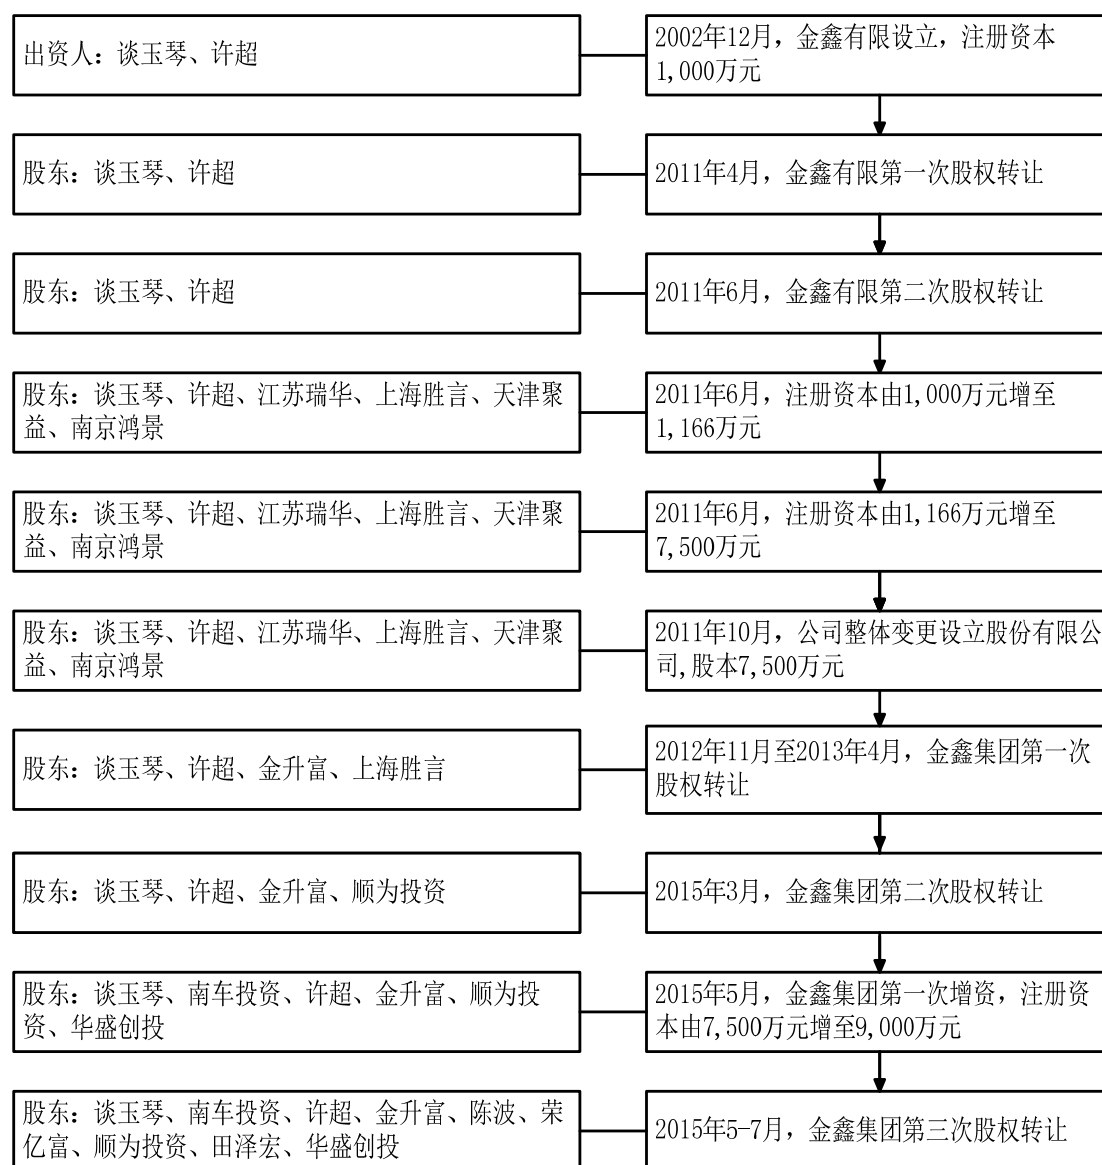 出资人：谈玉琴、许超
2002年12月，金鑫有限设立，注册资本
1,000万元
股东：谈玉琴、许超
2011年4月，金鑫有限第一次股权转让
股东：谈玉琴、许超
2011年6月，金鑫有限第二次股权转让
股东：谈玉琴、许超、江苏瑞华、上海胜言、天津聚
益、南京鸿景
2011年6月，注册资本由1,000万元增至
1,166万元
股东：谈玉琴、许超、江苏瑞华、上海胜言、天津聚
益、南京鸿景
2011年6月，注册资本由1,166万元增至
7,500万元
股东：谈玉琴、许超、江苏瑞华、上海胜言、天津聚
益、南京鸿景
2011年10月，公司整体变更设立股份有限公
司,股本7,500万元
股东：谈玉琴、许超、金升富、上海胜言
2012年11月至2013年4月，金鑫集团第一次
股权转让
股东：谈玉琴、许超、金升富、顺为投资
2015年3月，金鑫集团第二次股权转让
股东：谈玉琴、南车投资、许超、金升富、顺为投
资、华盛创投
2015年5月，金鑫集团第一次增资，注册资
本由7,500万元增至9,000万元
股东：谈玉琴、南车投资、许超、金升富、陈波、荣
亿富、顺为投资、田泽宏、华盛创投
2015年5-7月，金鑫集团第三次股权转让